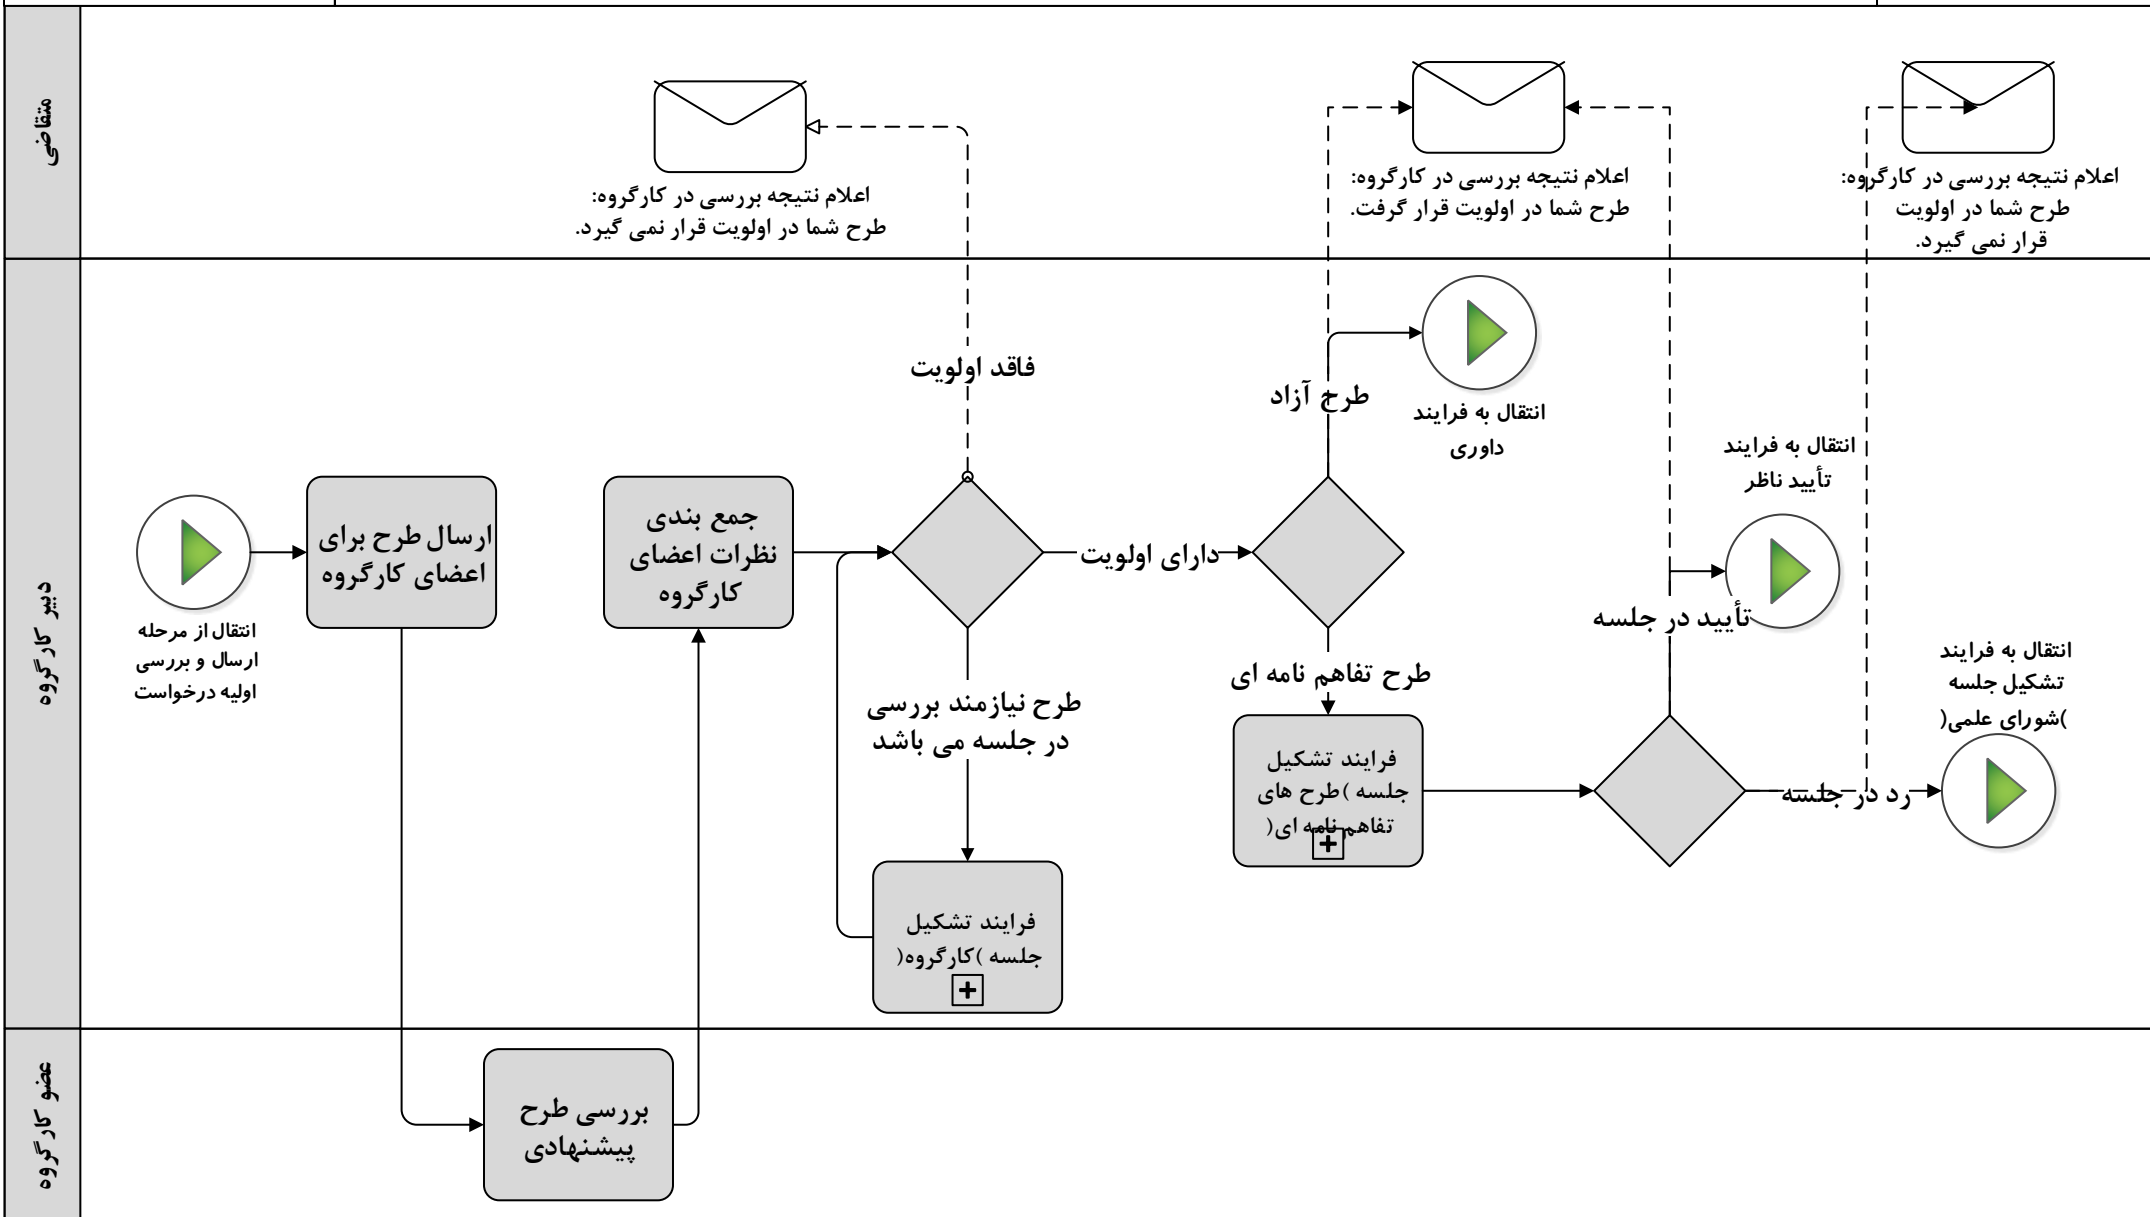 متقاضی
اعلام نتیجه بررسی در کارگروه:
طرح شما در اولویت قرار نمی گیرد.
اعلام نتیجه بررسی در کارگروه:
طرح شما در اولویت قرار گرفت.
اعلام نتیجه بررسی در کارگروه:
طرح شما در اولویت
قرار نمی گیرد.
دبیر کارگروه
انتقال از مرحله
ارسال و بررسی
اولیه درخواست
ارسال طرح برای
اعضای کارگروه
جمع بندی
نظرات اعضای
کارگروه
فاقد اولویت
دارای اولویت
طرح نیازمند بررسی
در جلسه می باشد
فرایند تشکیل
جلسه )کارگروه(
طرح آزاد
انتقال به فرایند
داوری
طرح تفاهم نامه ای
فرایند تشکیل
جلسه )طرح های
تفاهم نامه ای(
انتقال به فرایند
تأیید ناظر
تأیید در جلسه
رد در جلسه
انتقال به فرایند
تشکیل جلسه
)شورای علمی(
عضو کارگروه
بررسی طرح
پیشنهادی